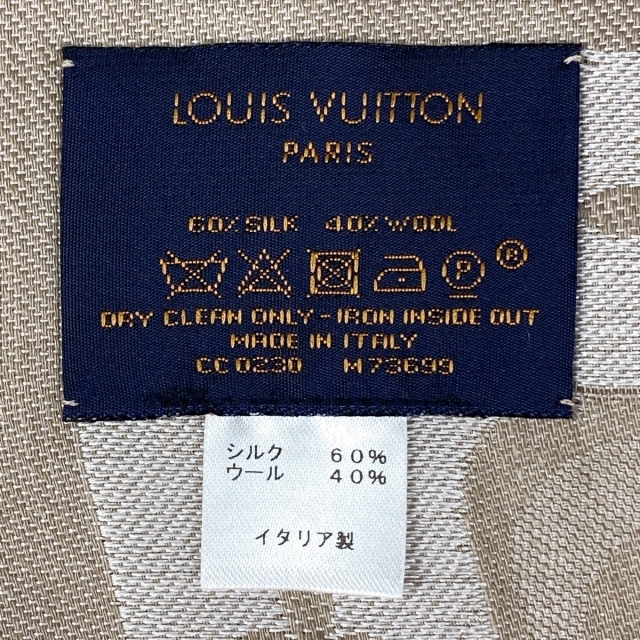 LOUIS VUITTON
PARIS
60% SILK 40% WOOL
P ®
DRY CLEAN ONLY - IRON INSIDE OUT
MADE IN ITALY
CC0230 M73699
シルク 60%
ウール 40%
イタリア製